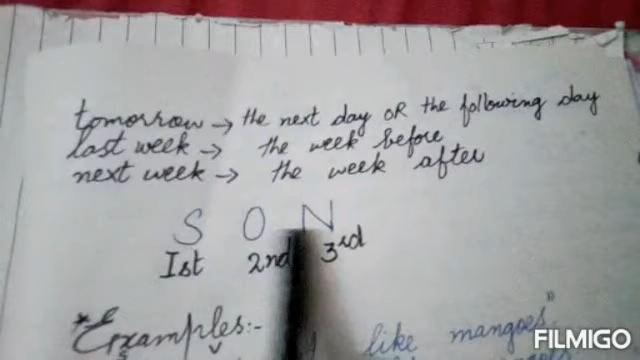 tomorrow → the next day OR the following day
last week → the week before
next week → the week after
S O N
Ist 2nd 3rd
*Examples:-
like mangoes"
FILMIGO